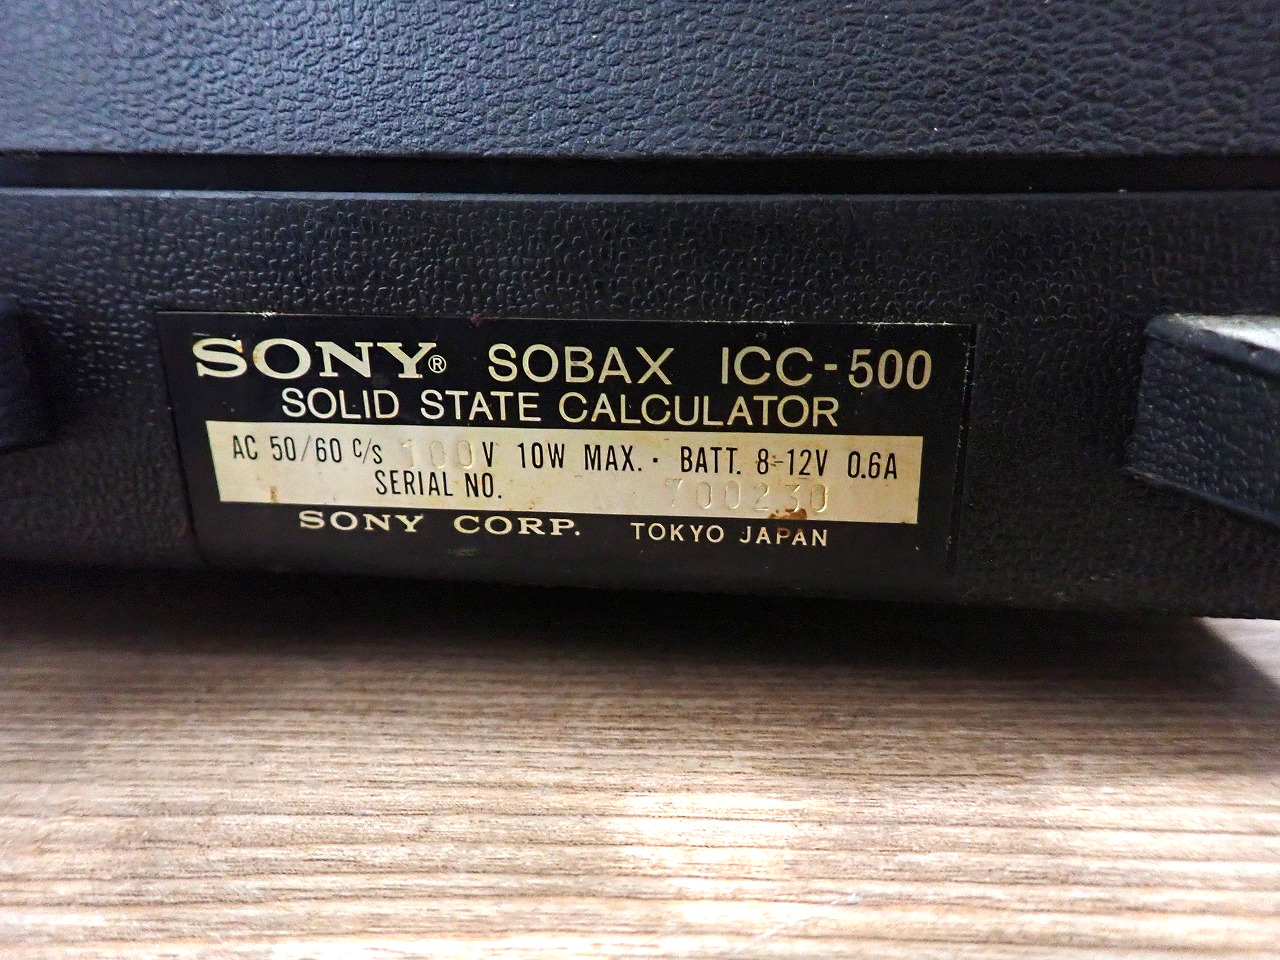 SONY® SOBAX ICC-500
SOLID STATE CALCULATOR
AC 50/60 c/s 100V 10W MAX. · BATT. 8-12V 0.6A
SERIAL NO. 700230
SONY CORP. TOKYO JAPAN